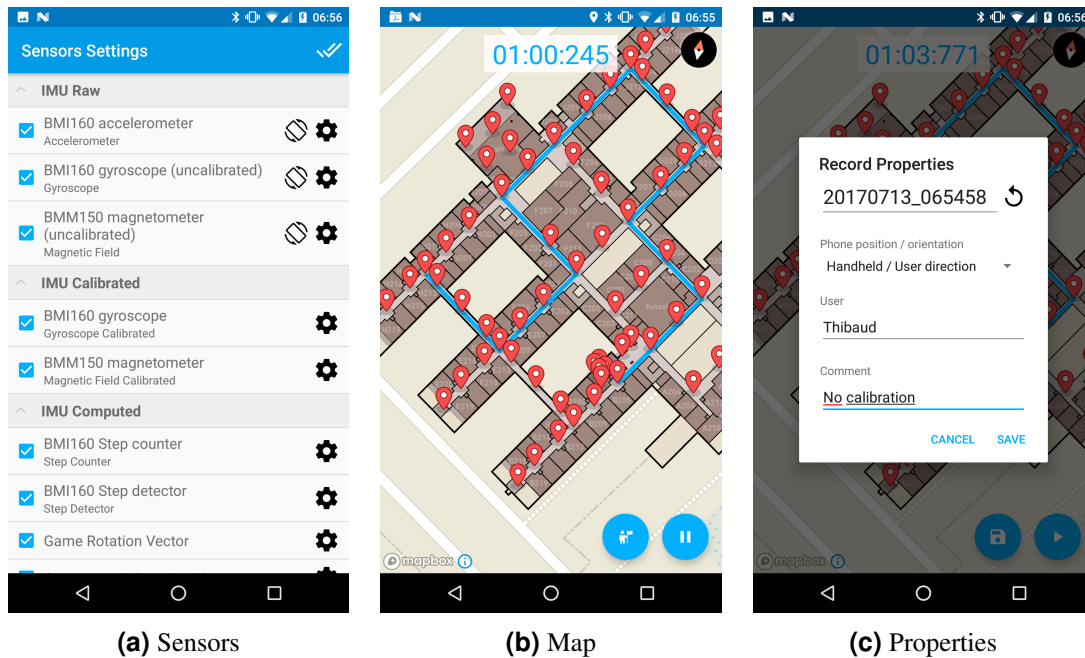 06:56
Sensors Settings
IMU Raw
BMI160 accelerometer
Accelerometer
BMI160 gyroscope (uncalibrated)
Gyroscope
BMM150 magnetometer
(uncalibrated)
Magnetic Field
IMU Calibrated
BMI160 gyroscope
Gyroscope Calibrated
BMM150 magnetometer
Magnetic Field Calibrated
IMU Computed
BMI160 Step counter
Step Counter
BMI160 Step detector
Step Detector
Game Rotation Vector
(a) Sensors
06:55
01:00:245
F208
F207
F210
mapbox
(b) Map
06:56
01:03:771
Record Properties
20170713_065458
Phone position / orientation
Handheld / User direction
User
Thibaud
Comment
No calibration
CANCEL SAVE
mapbox
(c) Properties